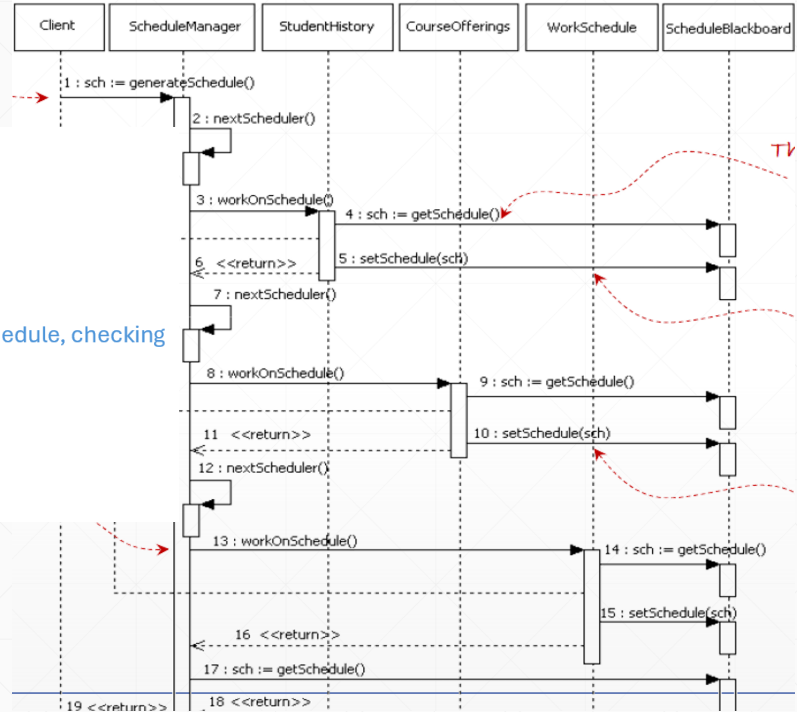 Client
ScheduleManager
StudentHistory
CourseOfferings
WorkSchedule
ScheduleBlackboard
1 : sch := generateSchedule()
2 : nextScheduler()
3 : workOnSchedule()
4 : sch := getSchedule()
5 : setSchedule(sch)
6 <<return>>
7 : nextScheduler()
edule, checking
8 : workOnSchedule()
9 : sch := getSchedule()
10 : setSchedule(sch)
11 <<return>>
12 : nextScheduler()
13 : workOnSchedule()
14 : sch := getSchedule()
15 : setSchedule(sch)
16 <<return>>
17 : sch := getSchedule()
18 <<return>>
19 <<return>>